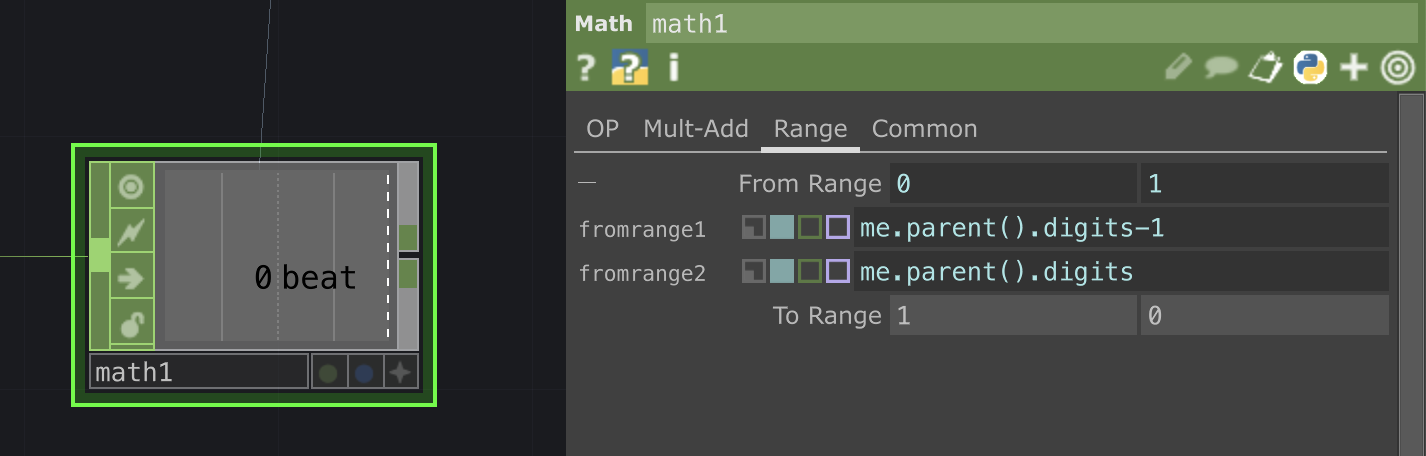 Math math1
? ? i
OP Mult-Add Range Common
From Range 0 1
fromrange1 me.parent().digits-1
fromrange2 me.parent().digits
To Range 1 0
0 beat
math1